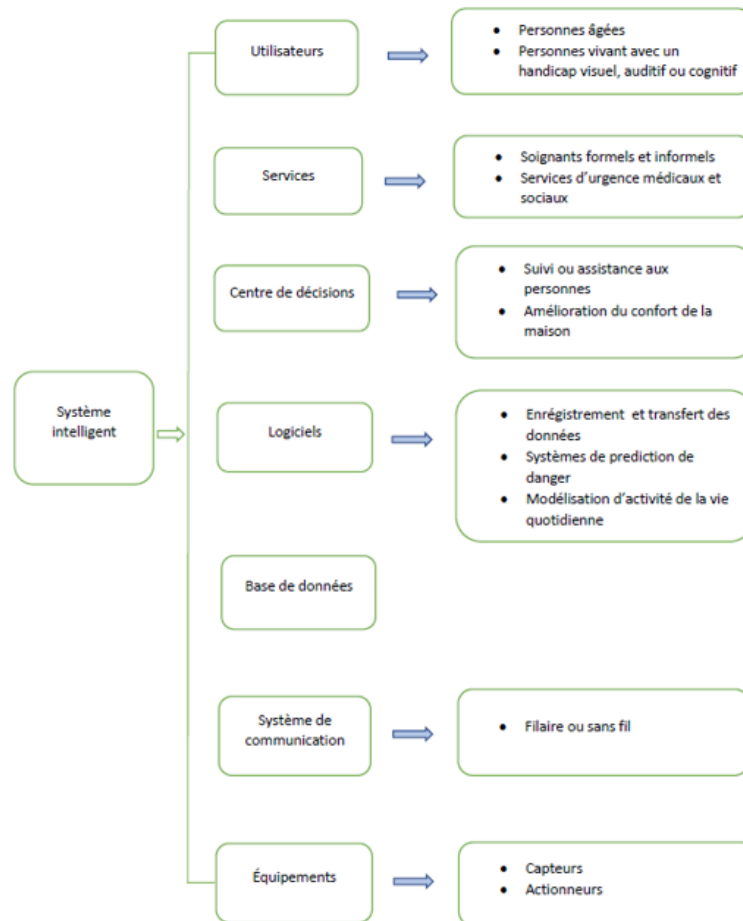 Utilisateurs
• Personnes âgées
• Personnes vivant avec un
handicap visuel, auditif ou cognitif
Services
• Soignants formels et informels
• Services d'urgence médicaux et
sociaux
Centre de décisions
• Suivi ou assistance aux
personnes
• Amélioration du confort de la
maison
Système
intelligent
Logiciels
• Enrégistrement et transfert des
données
• Systèmes de prediction de
danger
• Modélisation d'activité de la vie
quotidienne
Base de données
Système de
communication
• Filaire ou sans fil
Équipements
• Capteurs
• Actionneurs